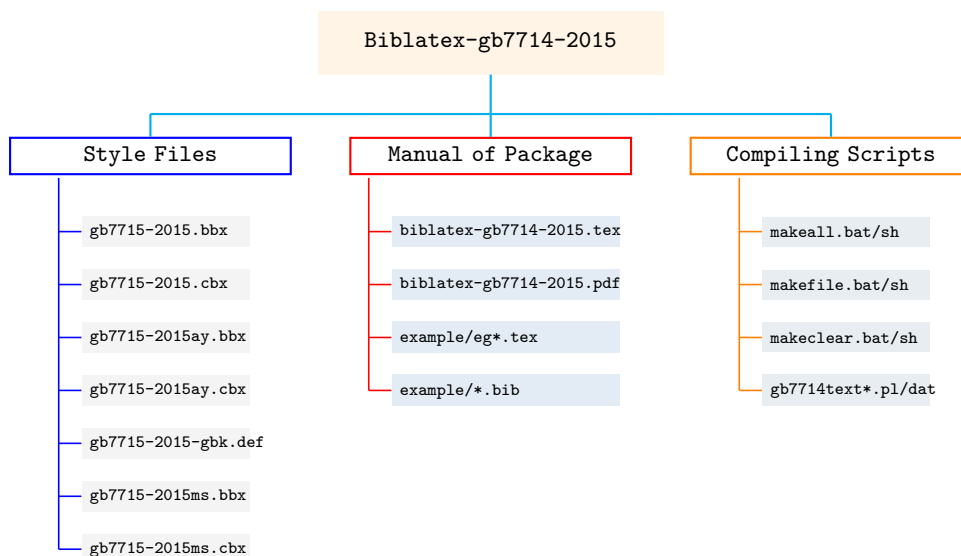 Biblatex-gb7714-2015
Style Files
gb7715-2015.bbx
gb7715-2015.cbx
gb7715-2015ay.bbx
gb7715-2015ay.cbx
gb7715-2015-gbk.def
gb7715-2015ms.bbx
gb7715-2015ms.cbx
Manual of Package
biblatex-gb7714-2015.tex
biblatex-gb7714-2015.pdf
example/eg*.tex
example/*.bib
Compiling Scripts
makeall.bat/sh
makefile.bat/sh
makeclear.bat/sh
gb7714text*.pl/dat